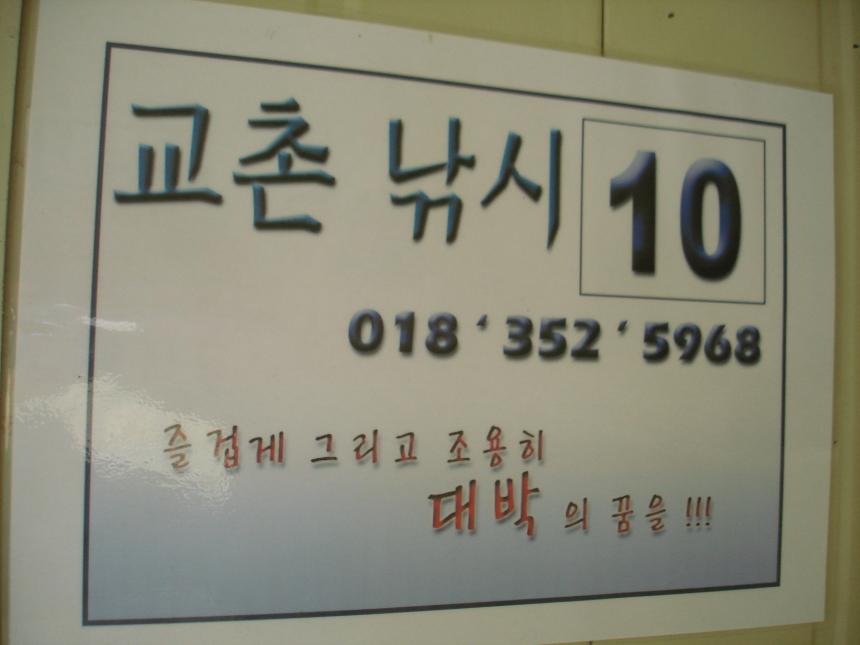 교촌 낚시 10
018 ' 352 ' 5968
즐겁게 그리고 조용히
대박의 꿈을 !!!